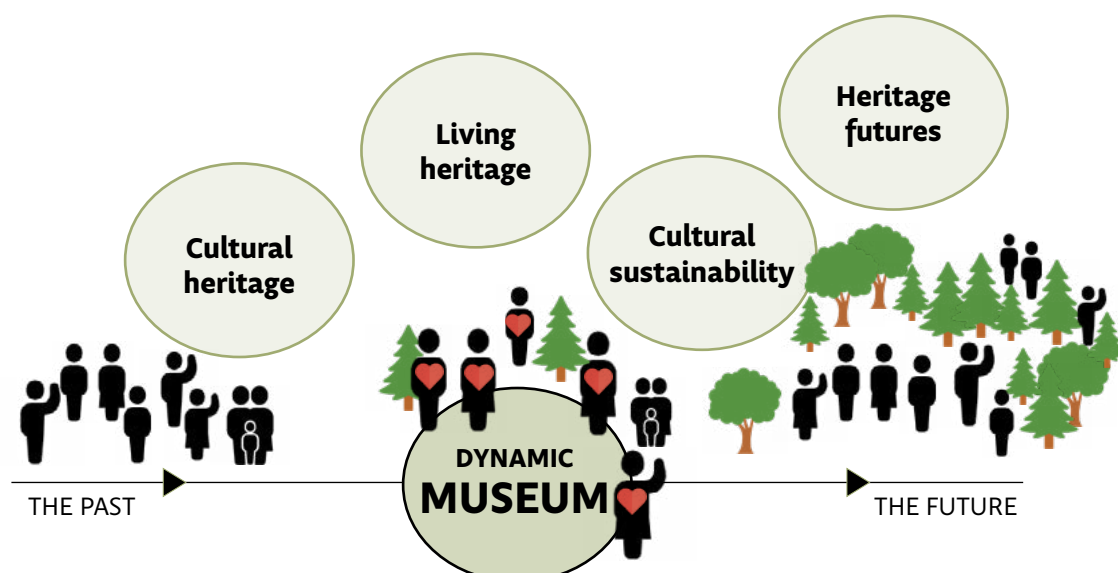 Cultural
heritage
Living
heritage
Cultural
sustainability
Heritage
futures
DYNAMIC
MUSEUM
THE PAST
THE FUTURE